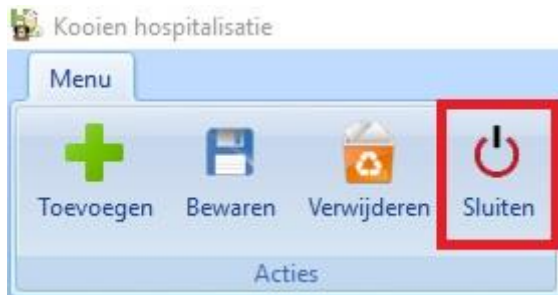 Kooien hospitalisatie
Menu
Toevoegen Bewaren Verwijderen Sluiten
Acties